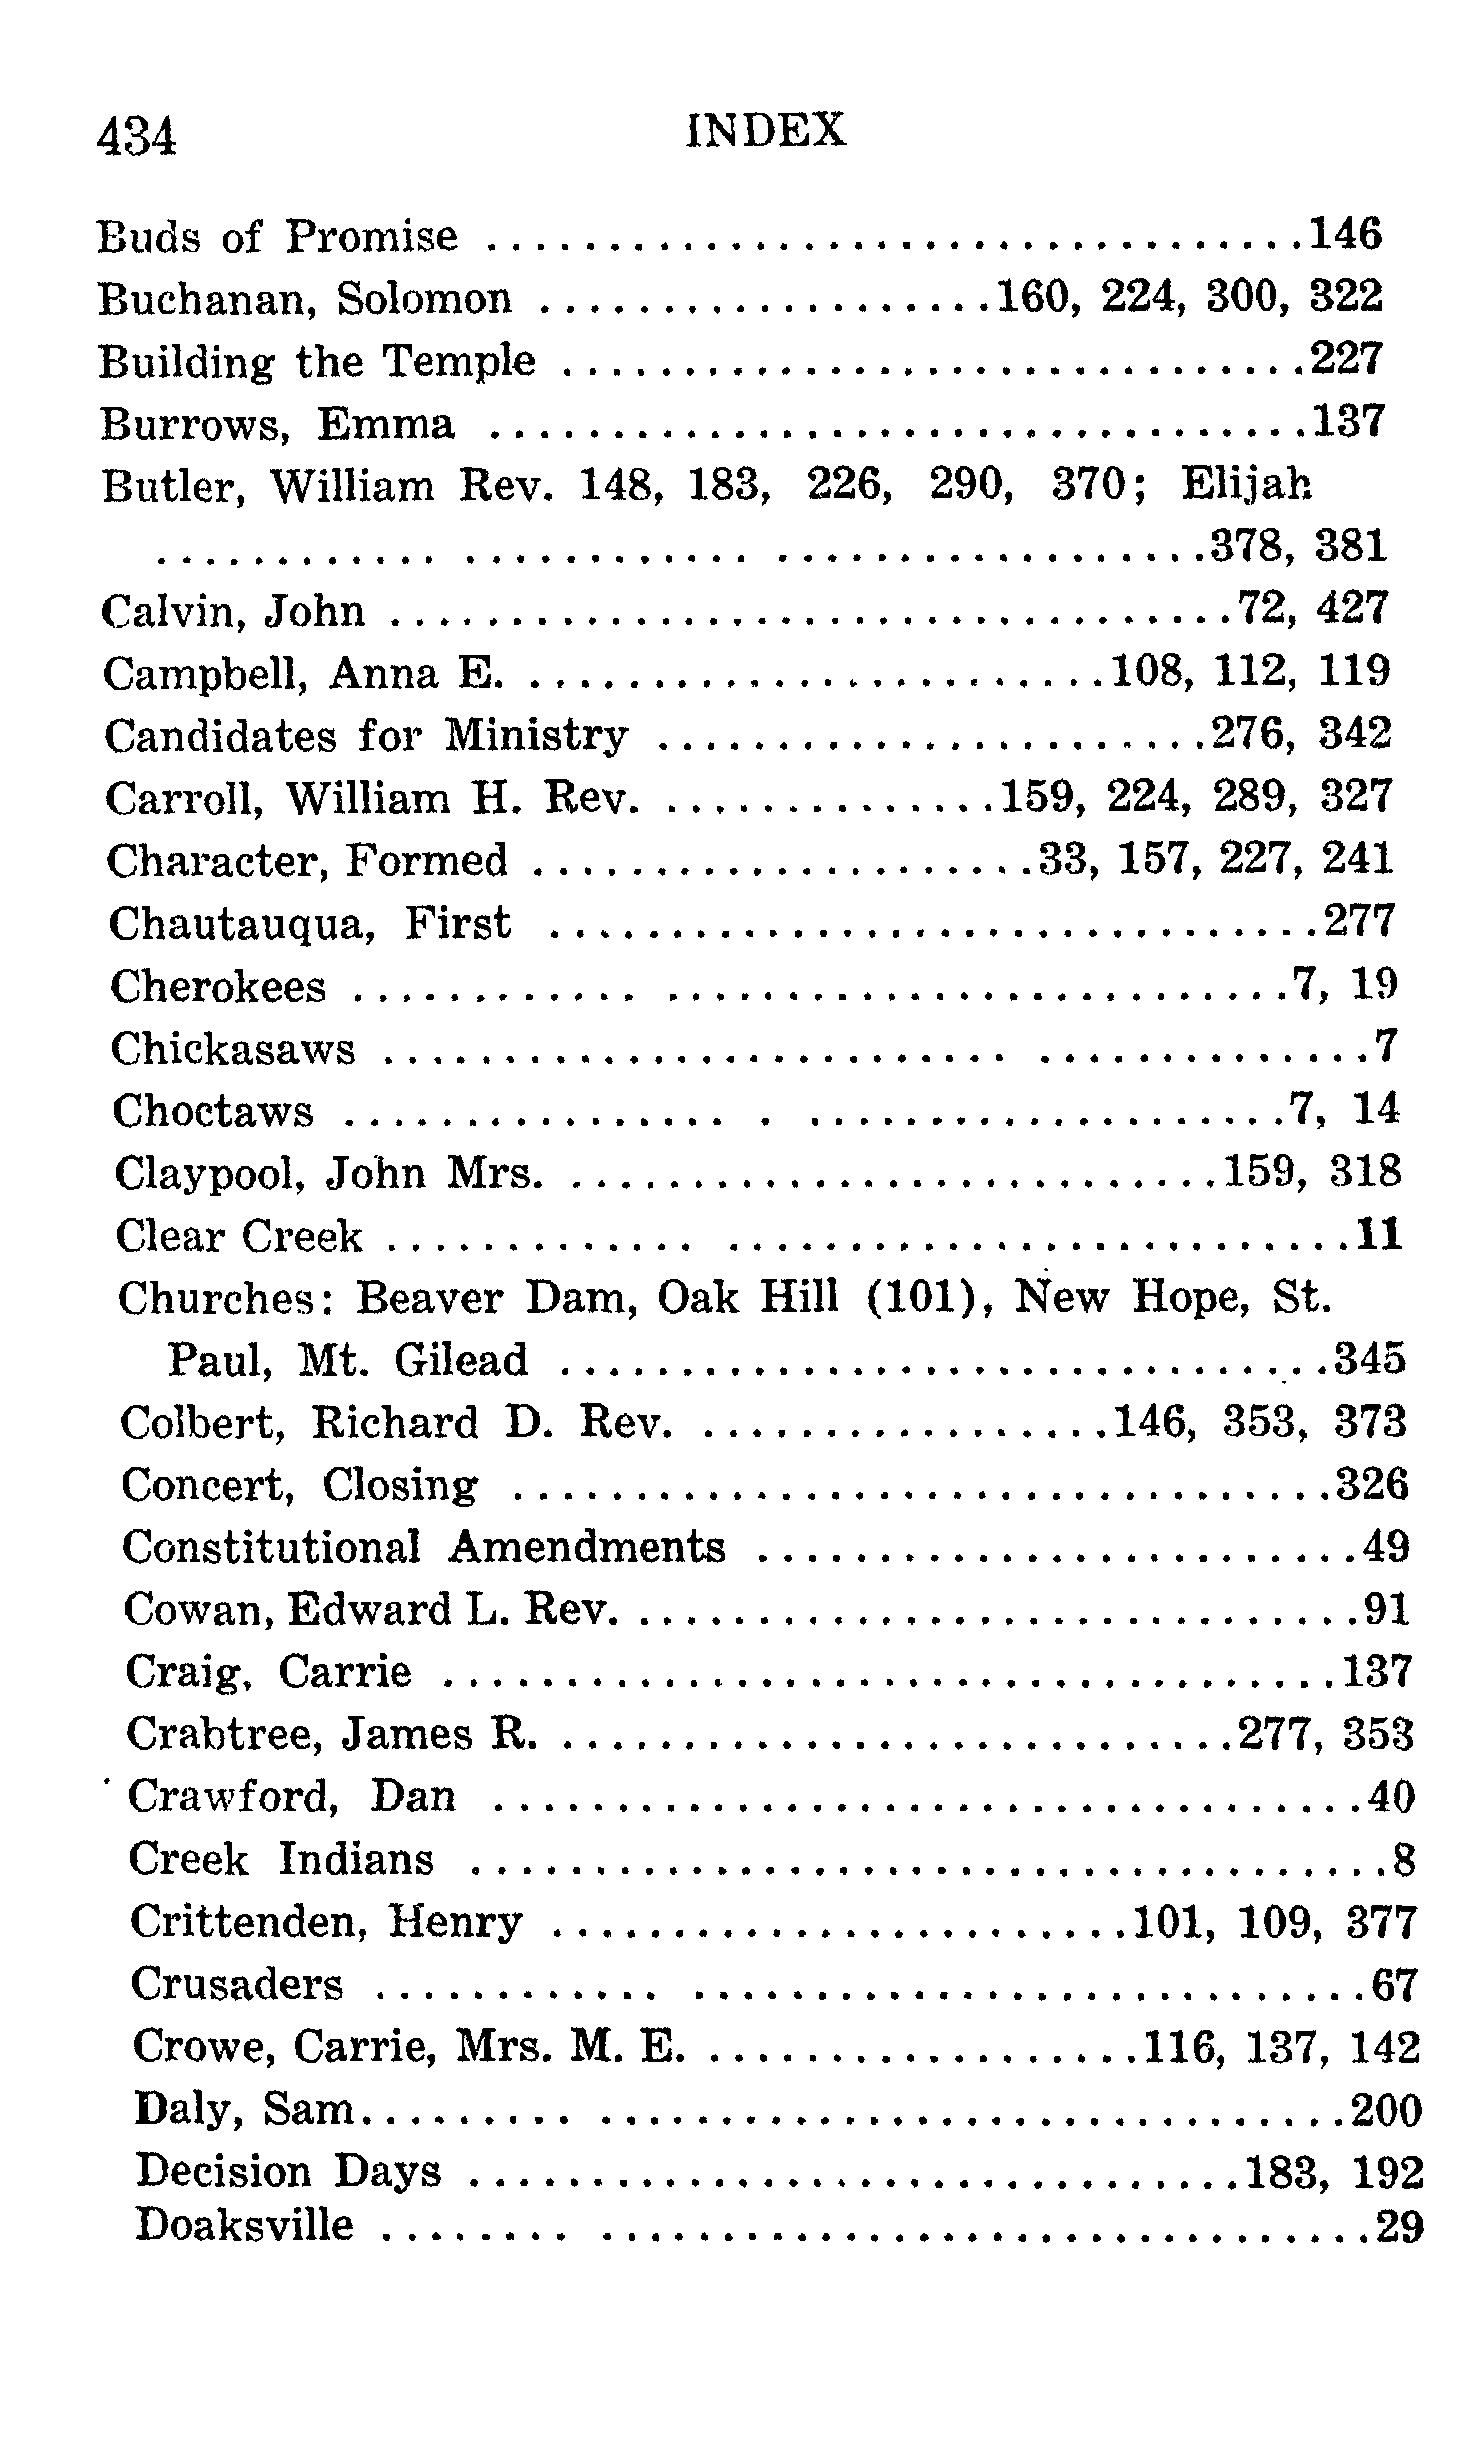 434 INDEX
Buds of Promise ..................................146
Buchanan, Solomon ...................160, 224, 300, 322
Building the Temple ...............................227
Burrows, Emma ..................................137
Butler, William Rev. 148, 183, 226, 290, 370; Elijah
............ ............ ..................378, 381
Calvin, John ...................................72, 427
Campbell, Anna E. ........................108, 112, 119
Candidates for Ministry .......................276, 342
Carroll, William H. Rev. ..............159, 224, 289, 327
Character, Formed .....................33, 157, 227, 241
Chautauqua, First ................................277
Cherokees ............ ..........................7, 19
Chickasaws .......................... ..............7
Choctaws ................ . ....................7, 14
Claypool, John Mrs. ...........................159, 318
Clear Creek ............. ..........................11
Churches: Beaver Dam, Oak Hill (101), New Hope, St.
Paul, Mt. Gilead ................................345
Colbert, Richard D. Rev. .................146, 353, 373
Concert, Closing ..................................326
Constitutional Amendments .........................49
Cowan, Edward L. Rev. ..............................91
Craig, Carrie .....................................137
Crabtree, James R. ............................277, 353
Crawford, Dan ....................................40
Creek Indians ......................................8
Crittenden, Henry ........................101, 109, 377
Crusaders ............ ............................67
Crowe, Carrie, Mrs. M. E. ..................116, 137, 142
Daly, Sam......... ...............................200
Decision Days ................................183, 192
Doaksville ........ ................................29